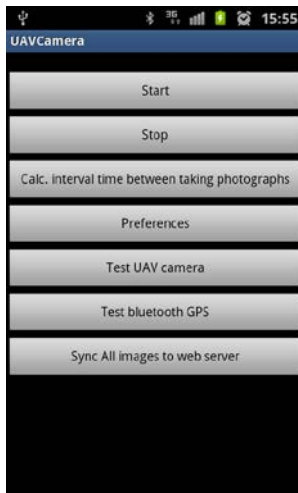 3G 15:55
UAVCamera
Start
Stop
Calc. interval time between taking photographs
Preferences
Test UAV camera
Test bluetooth GPS
Sync All images to web server